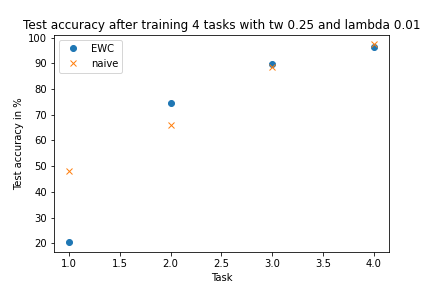 Test accuracy after training 4 tasks with tw 0.25 and lambda 0.01
100
90
80
70
60
50
40
30
20
Test accuracy in %
EWC
naive
1.0 1.5 2.0 2.5 3.0 3.5 4.0
Task